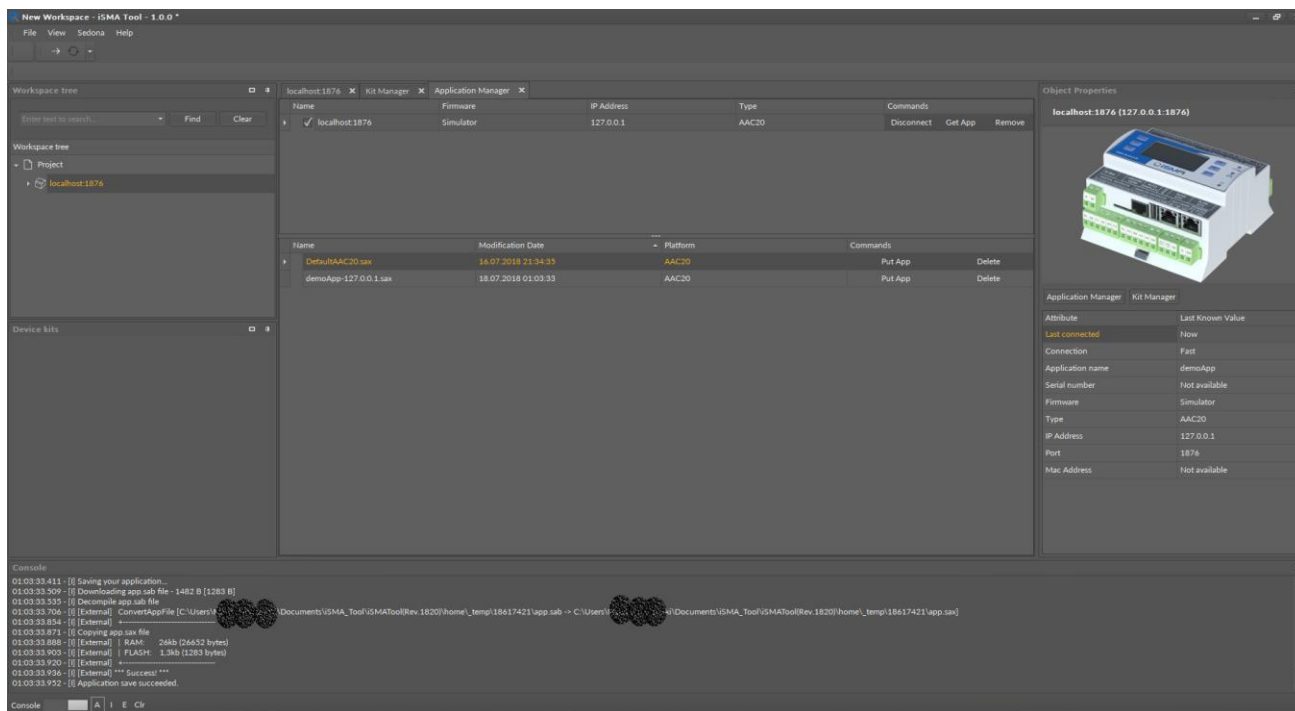 New Workspace - iSMA Tool - 1.0.0 *
File View Sedona Help
Workspace tree
Enter text to search... Find Clear
Workspace tree
Project
localhost:1876
Device kits
localhost:1876 Kit Manager Application Manager
Name Firmware IP Address Type Commands
localhost:1876 Simulator 127.0.0.1 AAC20 Disconnect Get App Remove
Name Modification Date Platform Commands
DefaultAAC20.sax 16.07.2018 21:34:35 AAC20 Put App Delete
demoApp-127.0.0.1.sax 18.07.2018 01:03:33 AAC20 Put App Delete
Object Properties
localhost:1876 (127.0.0.1:1876)
iSMA
Application Manager Kit Manager
Attribute Last Known Value
Last connected Now
Connection Fast
Application name demoApp
Serial number Not available
Firmware Simulator
Type AAC20
IP Address 127.0.0.1
Port 1876
Mac Address Not available
Console
01:03:33.411 - [I] Saving your application...
01:03:33.509 - [I] Downloading app.sab file - 1482 B [1283 B]
01:03:33.535 - [I] Decompile app.sab file
01:03:33.706 - [I] [External] ConvertAppFile [C:\Users\ \Documents\iSMA_Tool\iSMATool(Rev.1820)\home\_temp\18617421\app.sab -> C:\Users\ \Documents\iSMA_Tool\iSMATool(Rev.1820)\home\_temp\18617421\app.sax]
01:03:33.854 - [I] [External] +---------------------------------
01:03:33.871 - [I] Copying app.sax file
01:03:33.888 - [I] [External] | RAM: 26kb (26652 bytes)
01:03:33.903 - [I] [External] | FLASH: 1.3kb (1283 bytes)
01:03:33.920 - [I] [External] +---------------------------------
01:03:33.936 - [I] [External] *** Success! ***
01:03:33.952 - [I] Application save succeeded.
Console A I E Clr